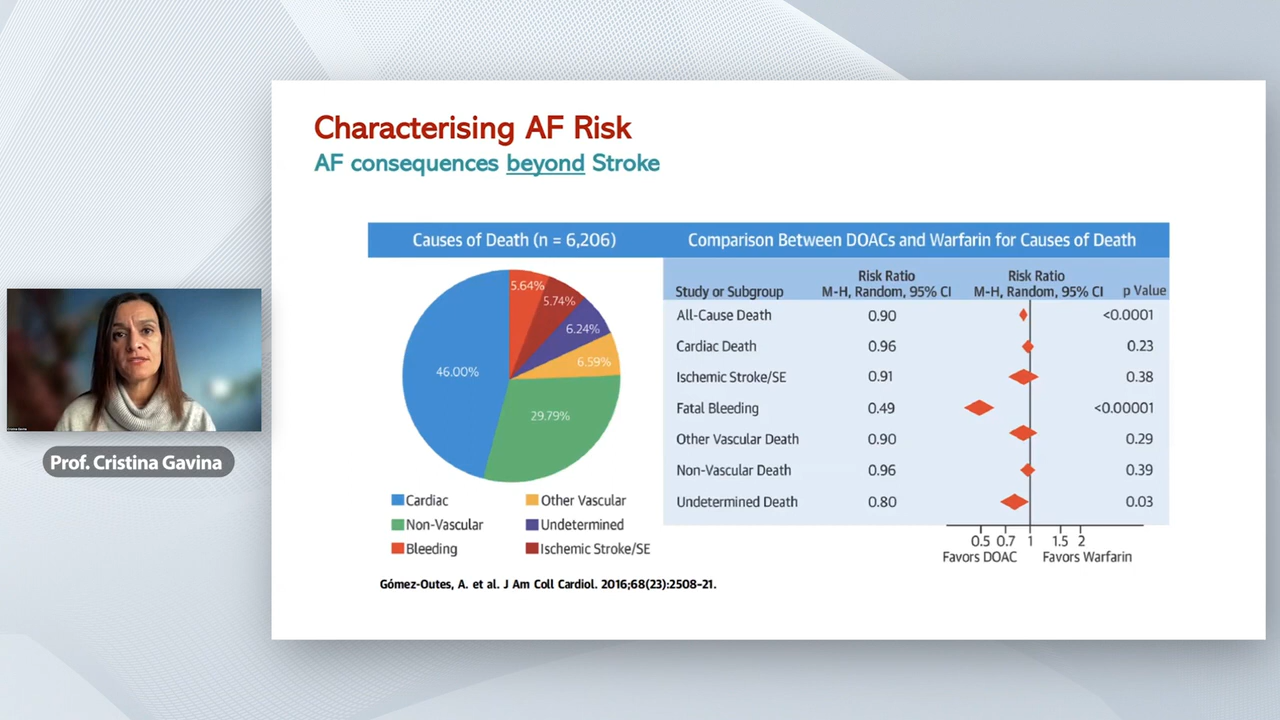 Characterising AF Risk
AF consequences beyond Stroke
Causes of Death (n = 6,206)
46.00%
5.64%
5.74%
6.24%
6.59%
29.79%
Cardiac
Other Vascular
Non-Vascular
Undetermined
Bleeding
Ischemic Stroke/SE
Comparison Between DOACs and Warfarin for Causes of Death
Risk Ratio Risk Ratio
Study or Subgroup M-H, Random, 95% CI M-H, Random, 95% CI p Value
All-Cause Death 0.90 <0.0001
Cardiac Death 0.96 0.23
Ischemic Stroke/SE 0.91 0.38
Fatal Bleeding 0.49 <0.00001
Other Vascular Death 0.90 0.29
Non-Vascular Death 0.96 0.39
Undetermined Death 0.80 0.03
0.5 0.7 1 1.5 2
Favors DOAC Favors Warfarin
Gómez-Outes, A. et al. J Am Coll Cardiol. 2016;68(23):2508-21.
Prof. Cristina Gavina